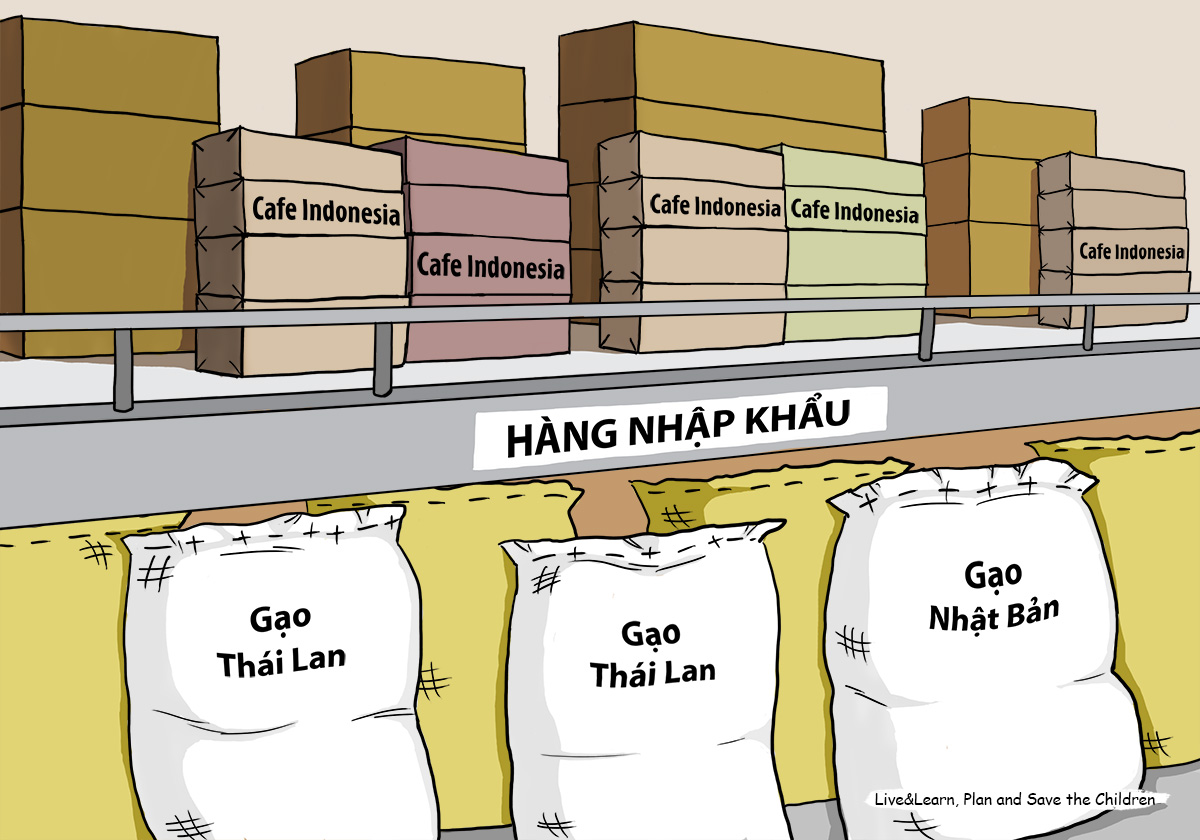 Cafe Indonesia
Cafe Indonesia
Cafe Indonesia
Cafe Indonesia
Cafe Indonesia
HÀNG NHẬP KHẨU
Gạo
Thái Lan
Gạo
Thái Lan
Gạo
Nhật Bản
Live&Learn, Plan and Save the Children